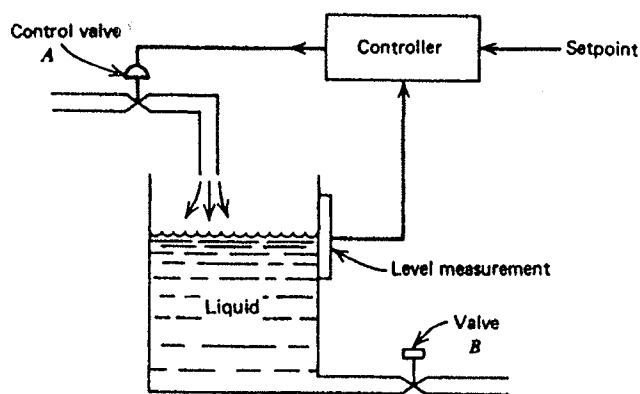 Control valve
A
Controller
Setpoint
Level measurement
Liquid
Valve
B